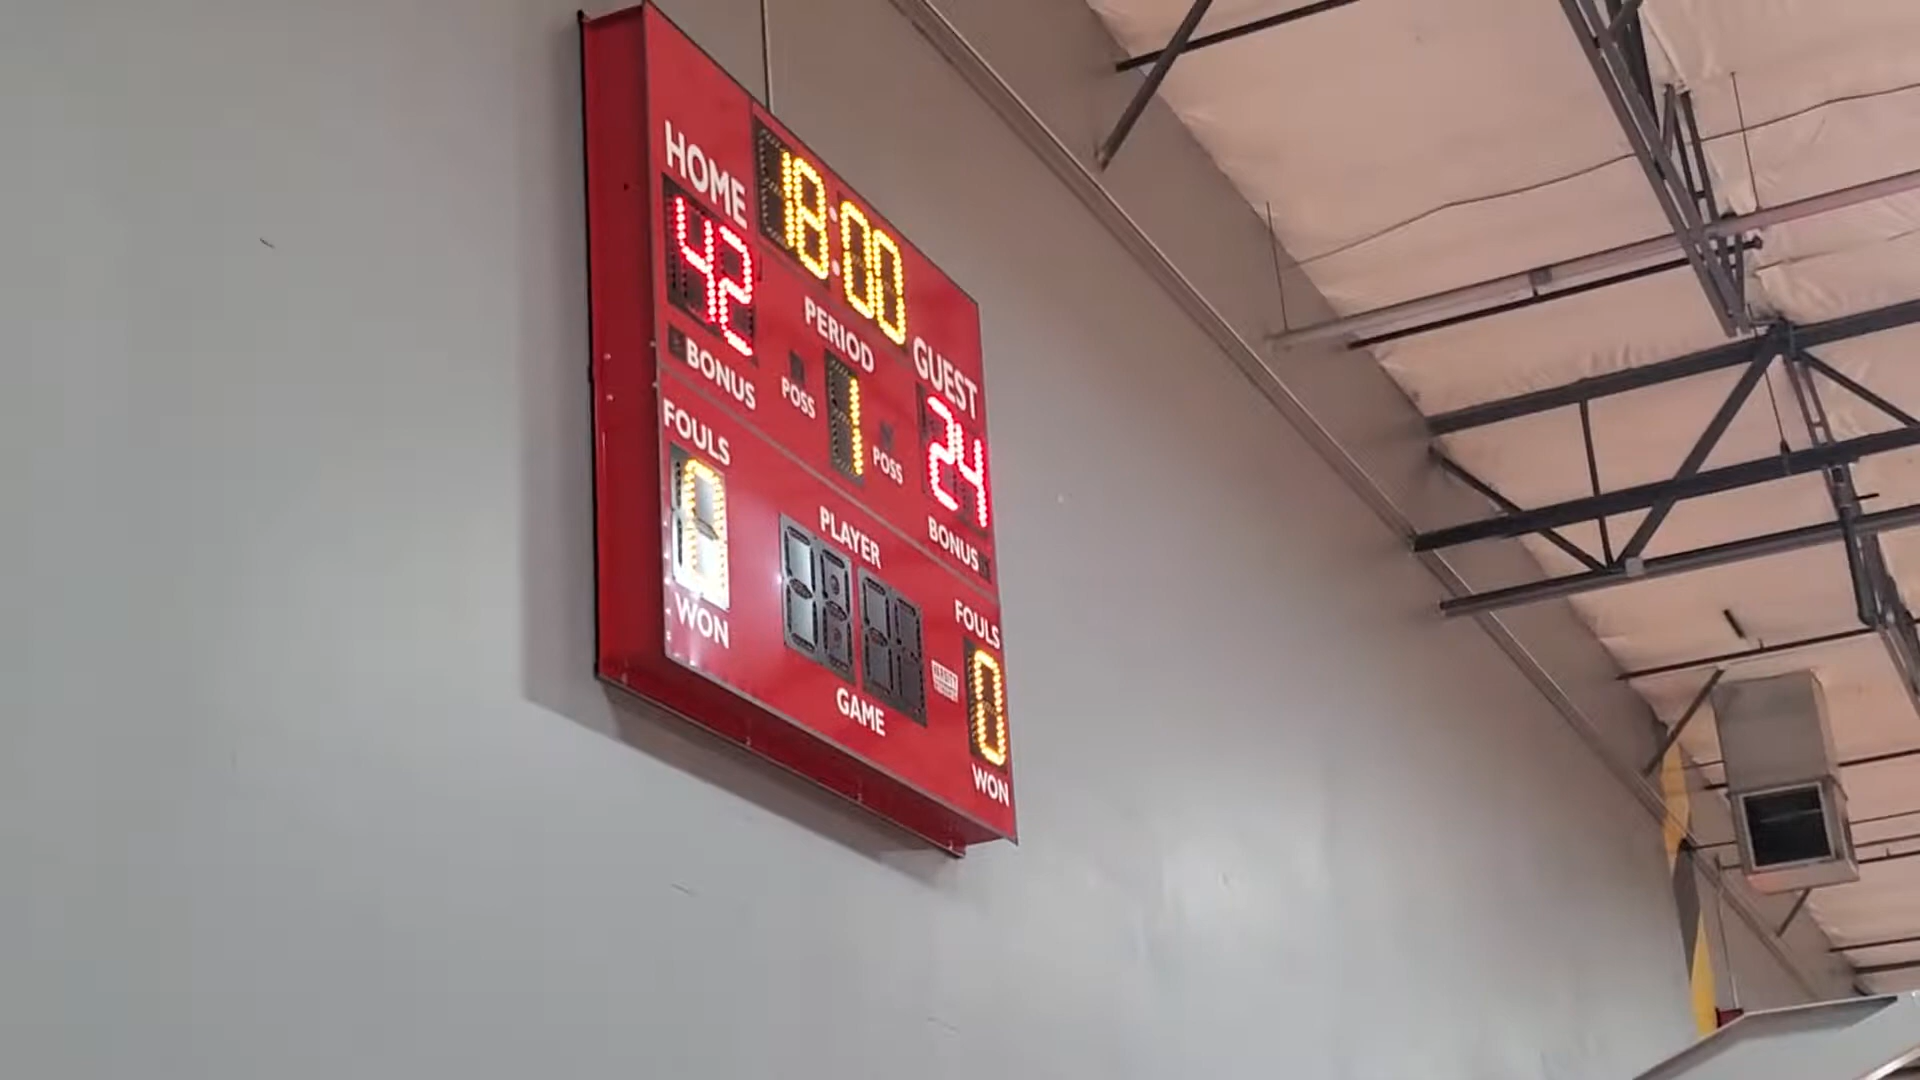 HOME
18:00
42
PERIOD
GUEST
BONUS
POSS
1
POSS
24
FOULS
BONUS
0
PLAYER
FOULS
WON
GAME
0
WON